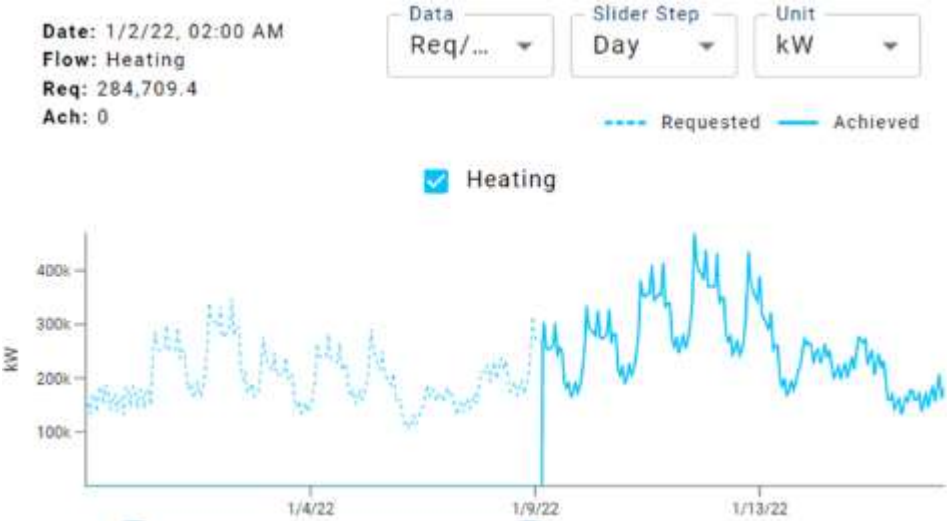 Date: 1/2/22, 02:00 AM
Flow: Heating
Req: 284,709.4
Ach: 0
Data
Req/...
Slider Step
Day
Unit
kW
Requested
Achieved
Heating
400k
300k
200k
100k
kW
1/4/22
1/9/22
1/13/22